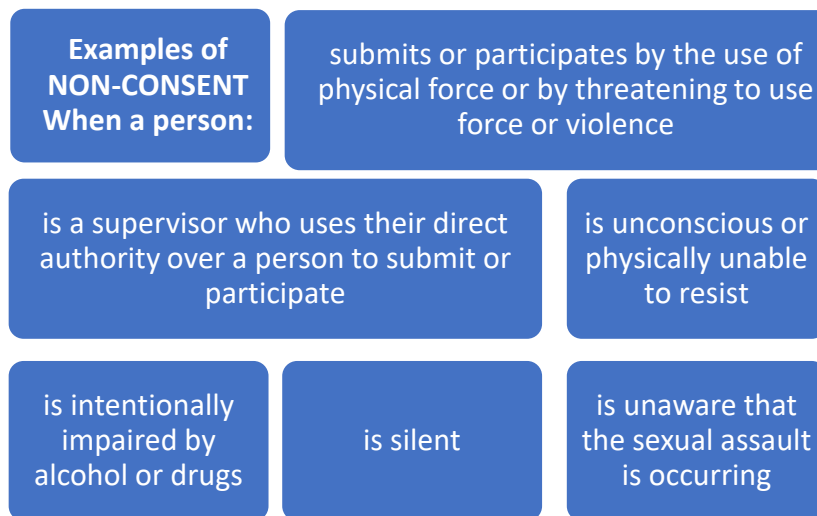 Examples of
NON-CONSENT
When a person:
submits or participates by the use of
physical force or by threatening to use
force or violence
is a supervisor who uses their direct
authority over a person to submit or
participate
is unconscious or
physically unable
to resist
is intentionally
impaired by
alcohol or drugs
is silent
is unaware that
the sexual assault
is occurring